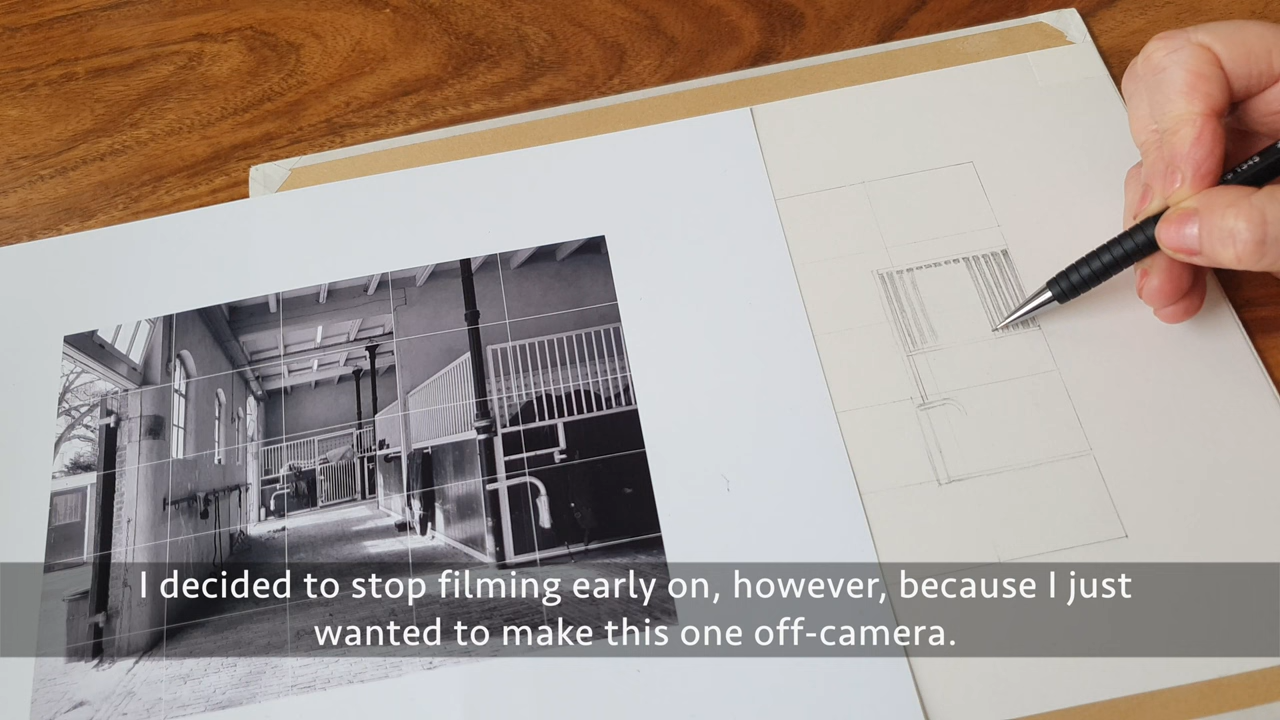 I decided to stop filming early on, however, because I just
wanted to make this one off-camera.